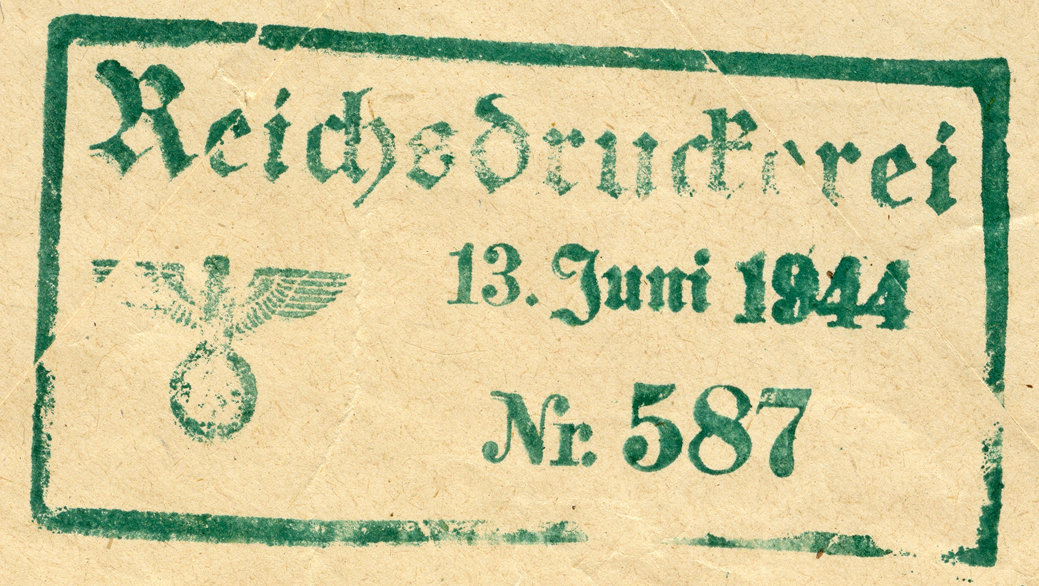 Reichsdruckerei
13. Juni 1944
Nr. 587